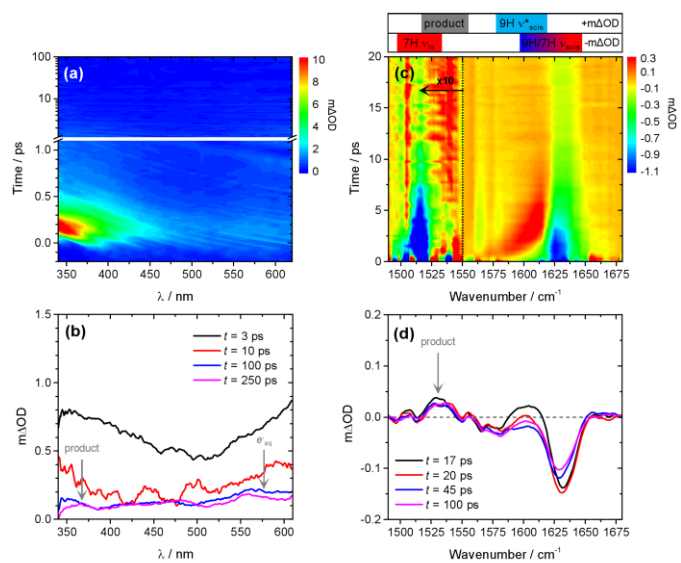 product 9H ν*scis +mΔOD
7H νcs 9H/7H νscis -mΔOD
(a)
100
10
1.0
0.5
0.0
Time / ps
350 400 450 500 550 600
λ / nm
10
8
6
4
2
0
mΔOD
(c)
x10
20
15
10
5
0
Time / ps
1500 1525 1550 1575 1600 1625 1650 1675
Wavenumber / cm-1
0.3
0.1
-0.1
-0.3
-0.5
-0.7
-0.9
-1.1
mΔOD
(b)
t = 3 ps
t = 10 ps
t = 100 ps
t = 250 ps
product
e-aq
1.5
1.0
0.5
0.0
mΔOD
350 400 450 500 550 600
λ / nm
(d)
product
t = 17 ps
t = 20 ps
t = 45 ps
t = 100 ps
0.2
0.1
0.0
-0.1
-0.2
mΔOD
1500 1525 1550 1575 1600 1625 1650 1675
Wavenumber / cm-1